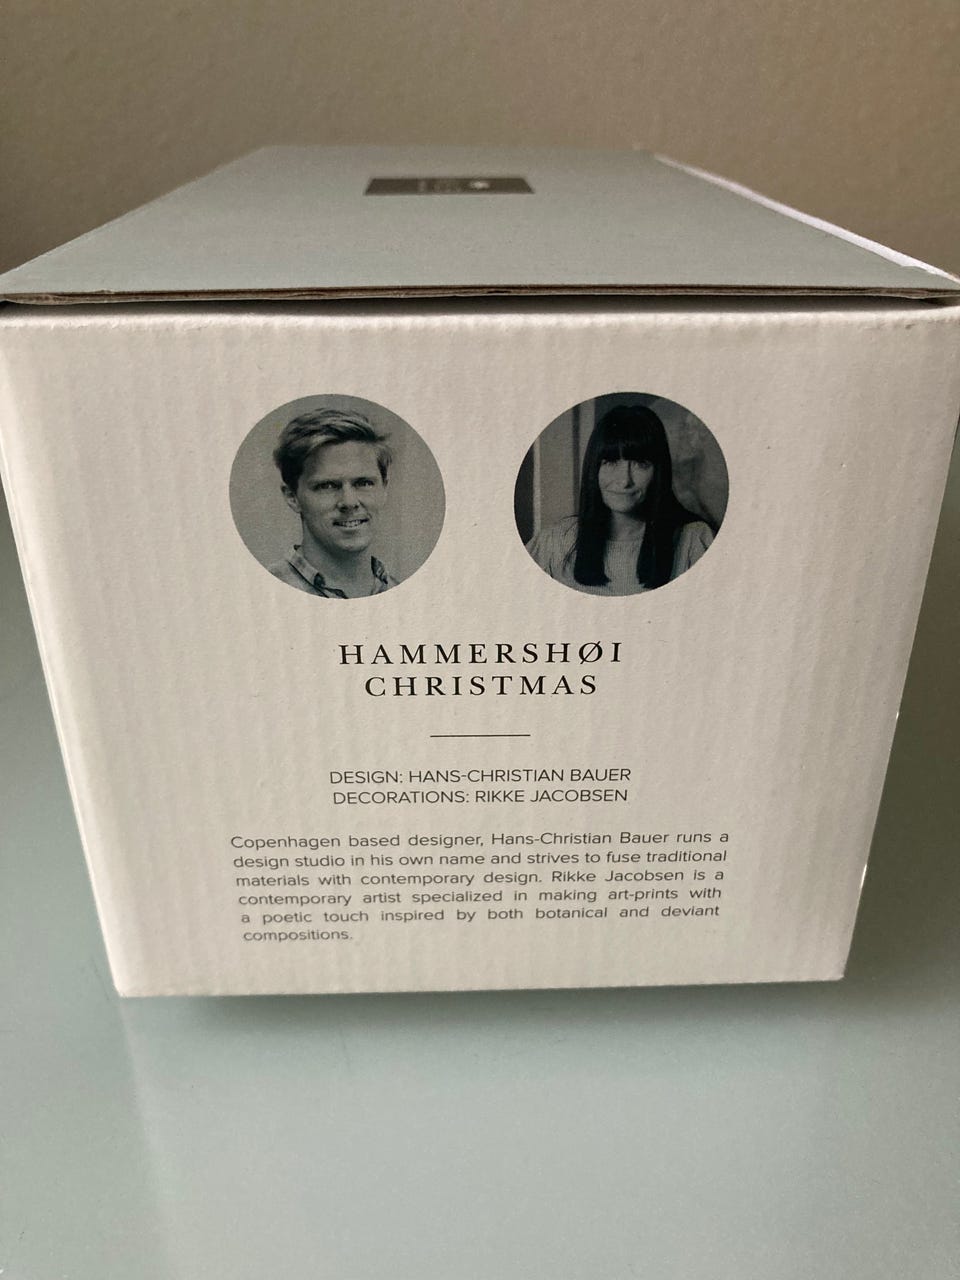 HAMMERSHØI
CHRISTMAS
DESIGN: HANS-CHRISTIAN BAUER
DECORATIONS: RIKKE JACOBSEN
Copenhagen based designer, Hans-Christian Bauer runs a
design studio in his own name and strives to fuse traditional
materials with contemporary design. Rikke Jacobsen is a
contemporary artist specialized in making art-prints with
a poetic touch inspired by both botanical and deviant
compositions.